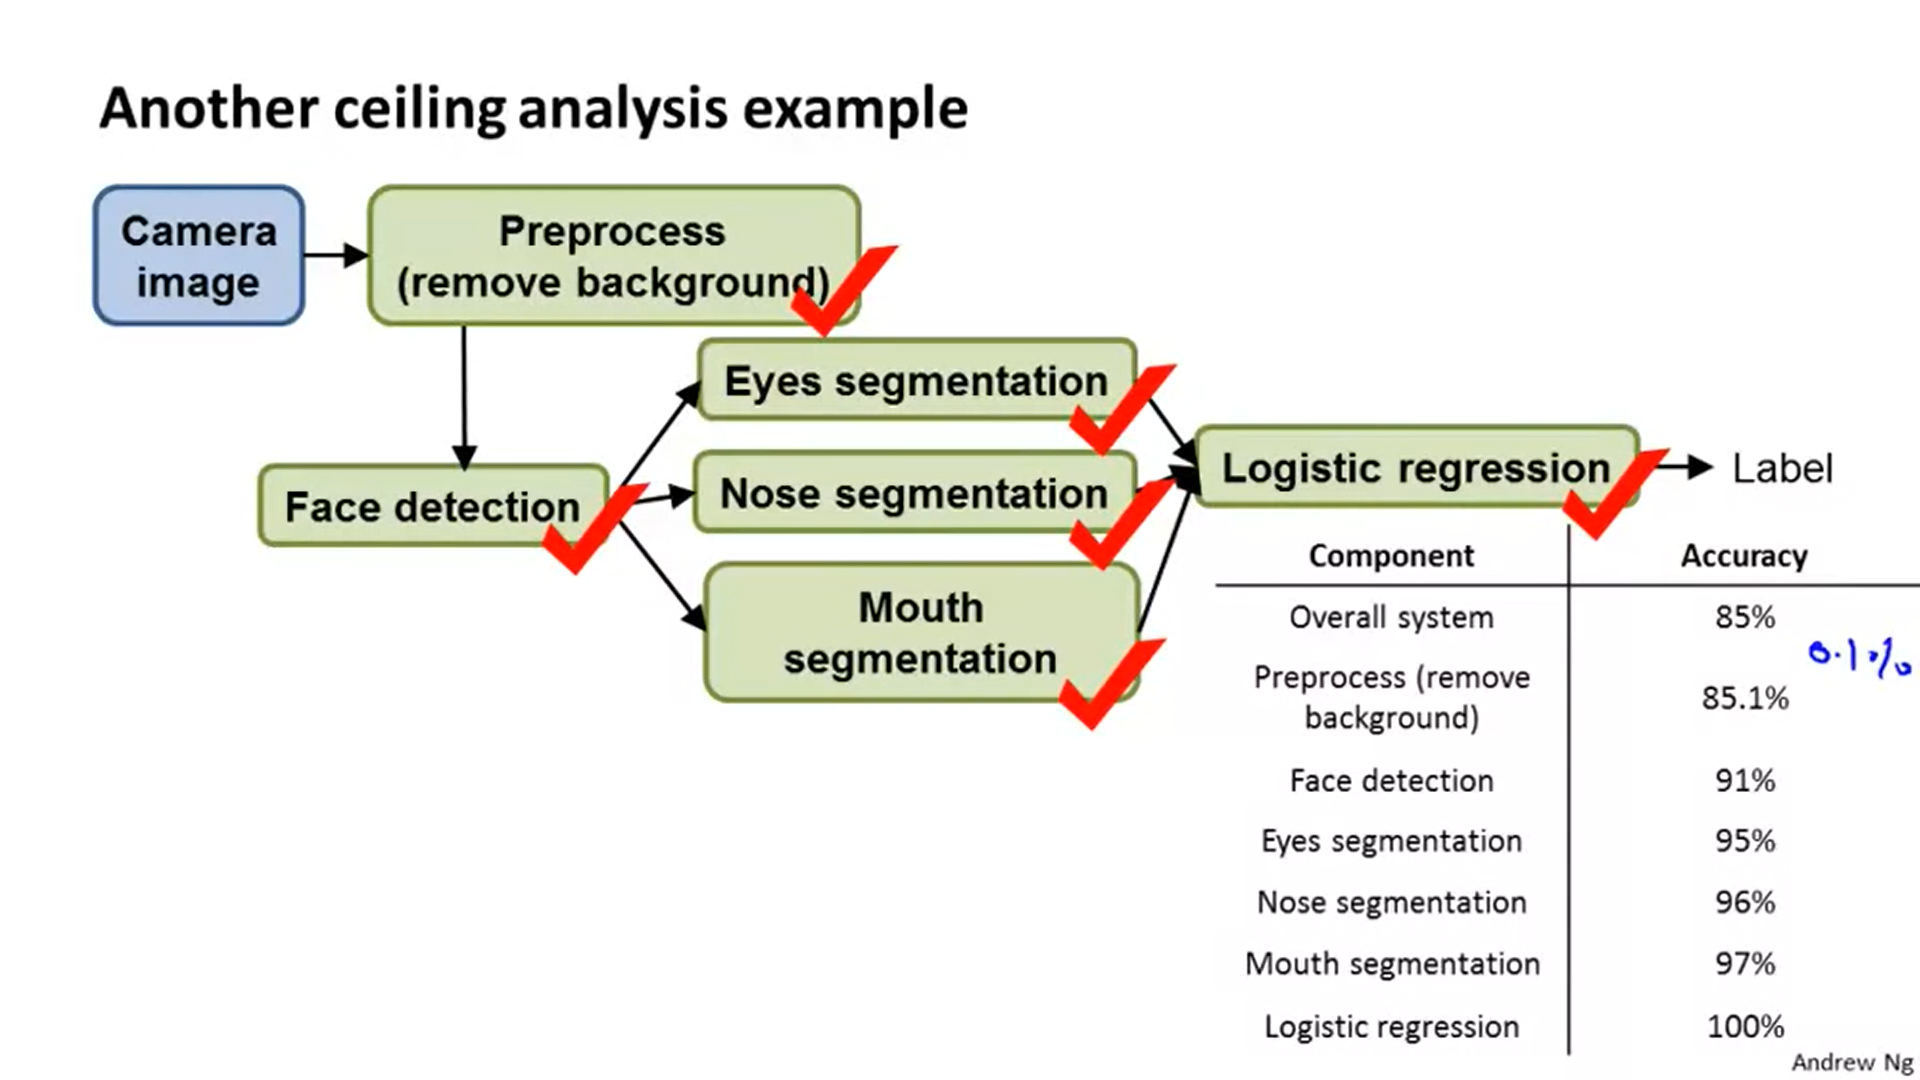 Another ceiling analysis example
Camera
image
Preprocess
(remove background)
Eyes segmentation
Face detection
Nose segmentation
Mouth
segmentation
Logistic regression
Label
Component Accuracy
Overall system 85%
0.1%
Preprocess (remove
background) 85.1%
Face detection 91%
Eyes segmentation 95%
Nose segmentation 96%
Mouth segmentation 97%
Logistic regression 100%
Andrew Ng